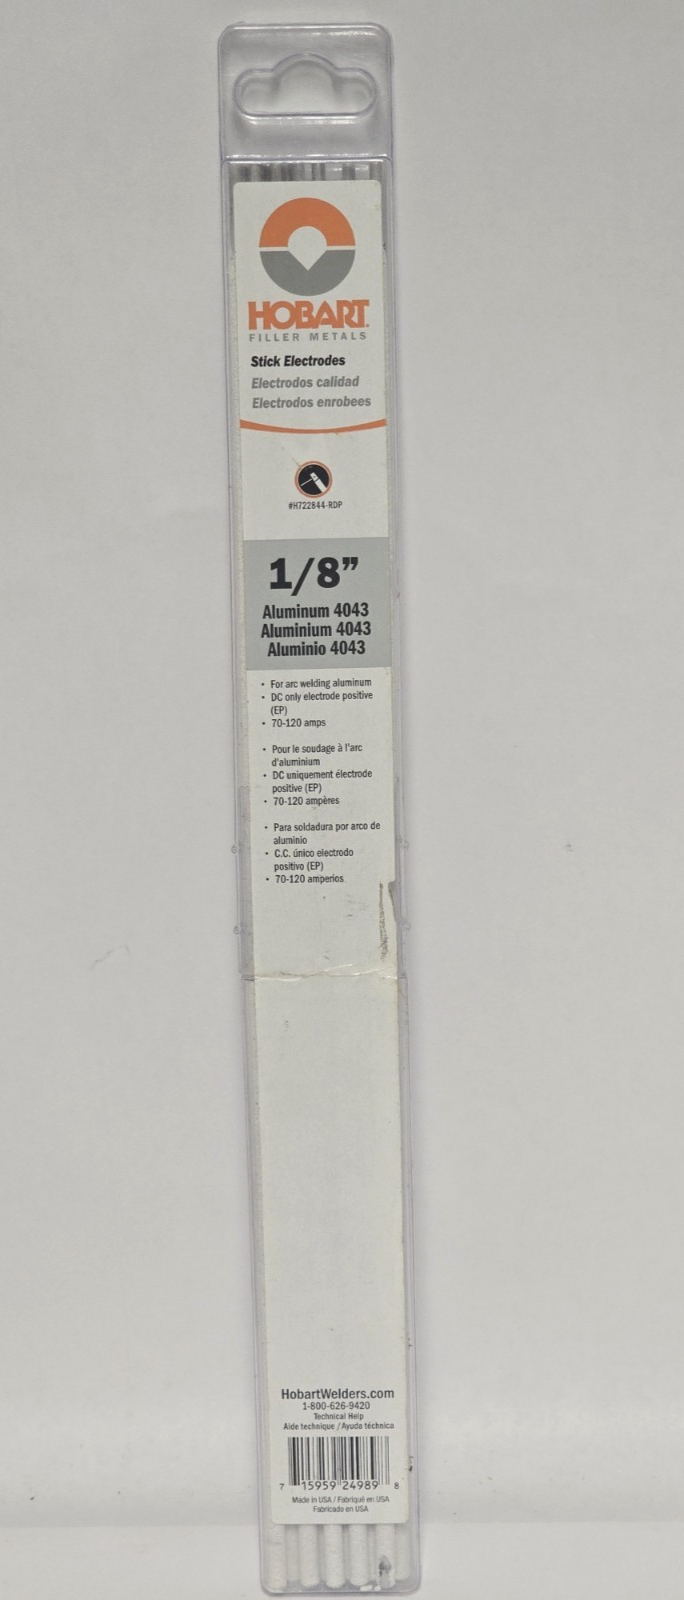 HOBART
FILLER METALS
Stick Electrodes
Electrodos calidad
Electrodos enrobees
#H722844-RDP
1/8”
Aluminum 4043
Aluminium 4043
Aluminio 4043
• For arc welding aluminum
• DC only electrode positive
(EP)
• 70-120 amps
• Pour le soudage à l'arc
d'aluminium
• DC uniquement électrode
positive (EP)
• 70-120 ampères
• Para soldadura por arco de
aluminio
• C.C. único electrodo
positivo (EP)
• 70-120 amperios
HobartWelders.com
1-800-626-9420
Technical Help
Aide technique / Ayuda técnica
7 15959 24989 8
Made in USA / Fabriqué en USA
Fabricado en USA